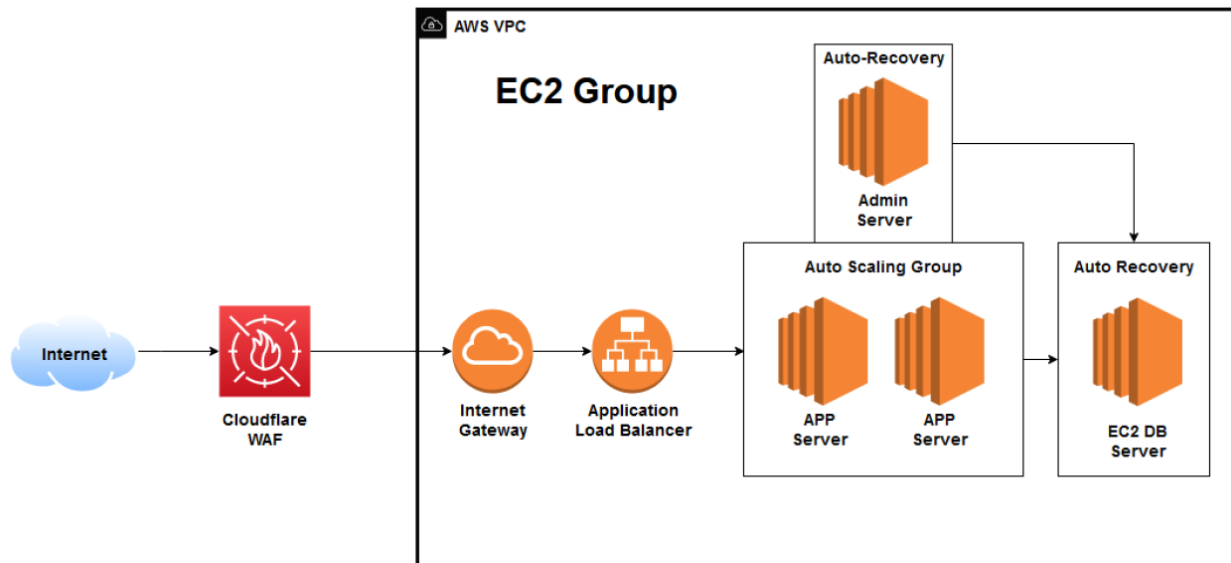 AWS VPC
EC2 Group
Auto-Recovery
Admin
Server
Auto Scaling Group
Auto Recovery
Internet
Cloudflare
WAF
Internet
Gateway
Application
Load Balancer
APP
Server
APP
Server
EC2 DB
Server